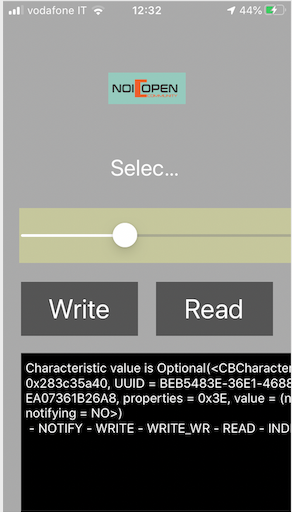 vodafone IT 12:32 44%
NOI OPEN
COMMUNITY
Selec...
Write Read
Characteristic value is Optional(<CBCharacter
0x283c35a40, UUID = BEB5483E-36E1-4688
EA07361B26A8, properties = 0x3E, value = (n
notifying = NO>)
- NOTIFY - WRITE - WRITE_WR - READ - IND